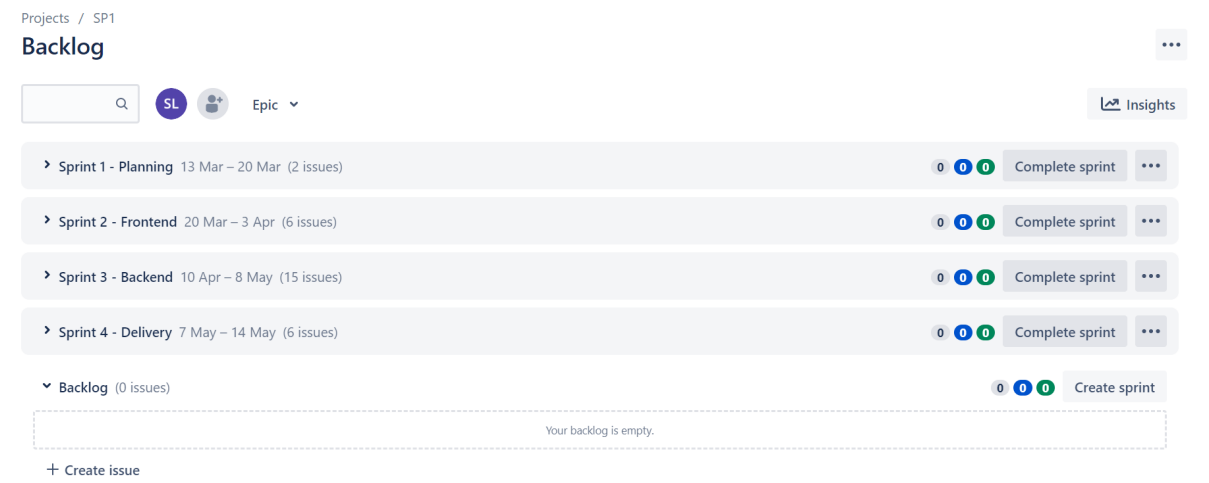 Projects / SP1
Backlog
SL Epic Insights
Sprint 1 - Planning 13 Mar – 20 Mar (2 issues) 0 0 0 Complete sprint
Sprint 2 - Frontend 20 Mar – 3 Apr (6 issues) 0 0 0 Complete sprint
Sprint 3 - Backend 10 Apr – 8 May (15 issues) 0 0 0 Complete sprint
Sprint 4 - Delivery 7 May – 14 May (6 issues) 0 0 0 Complete sprint
Backlog (0 issues) 0 0 0 Create sprint
Your backlog is empty.
+ Create issue